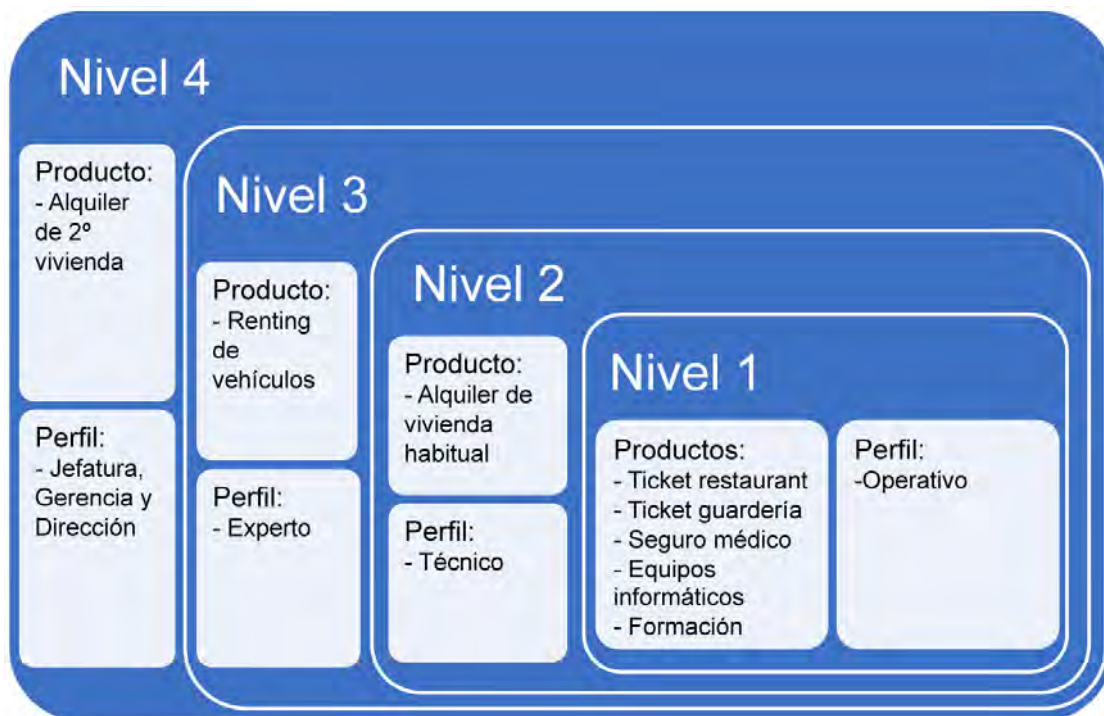 Nivel 4
Producto:
- Alquiler
de 2º
vivienda
Perfil:
- Jefatura,
Gerencia y
Dirección
Nivel 3
Producto:
- Renting
de
vehículos
Perfil:
- Experto
Nivel 2
Producto:
- Alquiler de
vivienda
habitual
Perfil:
- Técnico
Nivel 1
Productos:
- Ticket restaurant
- Ticket guardería
- Seguro médico
- Equipos
informáticos
- Formación
Perfil:
-Operativo